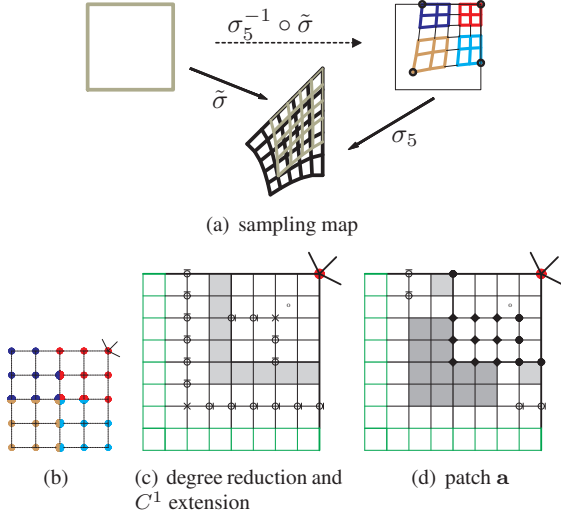 σ₅⁻¹ ∘ σ̃
σ̃
σ₅
(a) sampling map
(b)
(c) degree reduction and
C¹ extension
(d) patch a